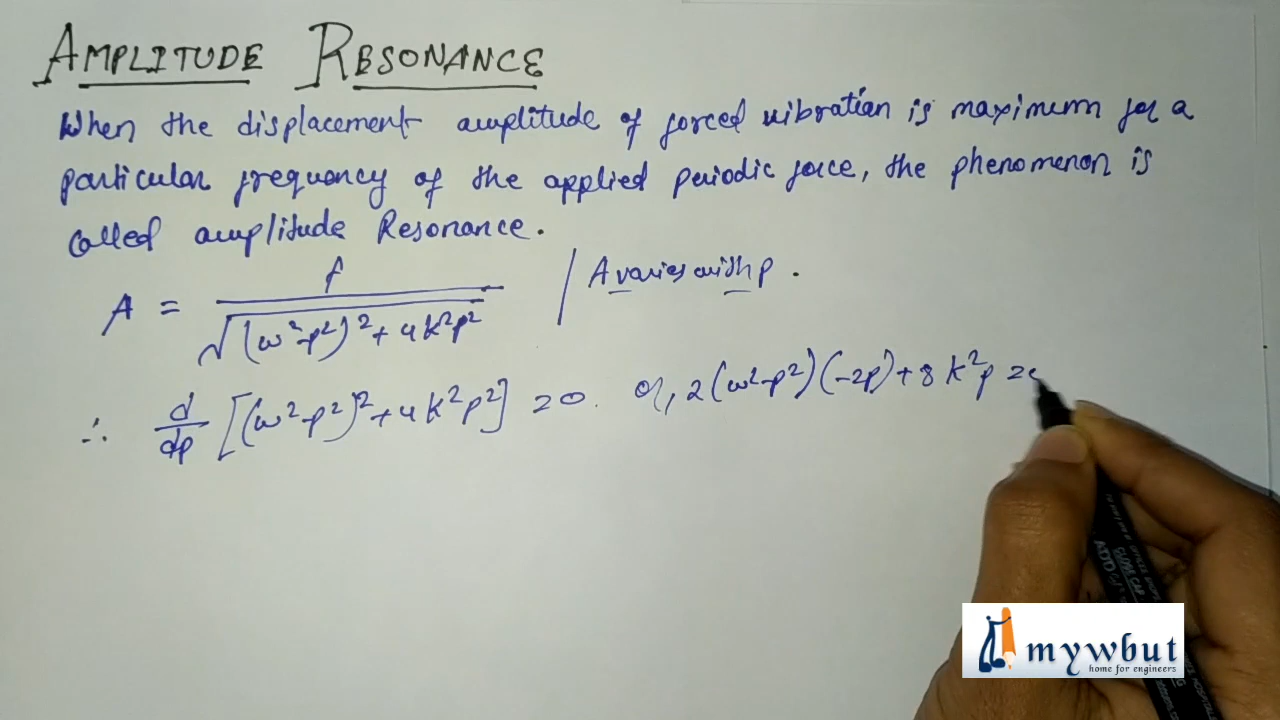 AMPLITUDE RESONANCE
When the displacement amplitude of forced vibration is maximum for a
particular frequency of the applied periodic force, the phenomenon is
called amplitude Resonance.
A = f / √((ω²-p²)² + 4k²p²) | A varies with p.
∴ d/dp [(ω²-p²)² + 4k²p²] = 0. or, 2(ω²-p²)(-2p) + 8k²p =
mywbut
home for engineers